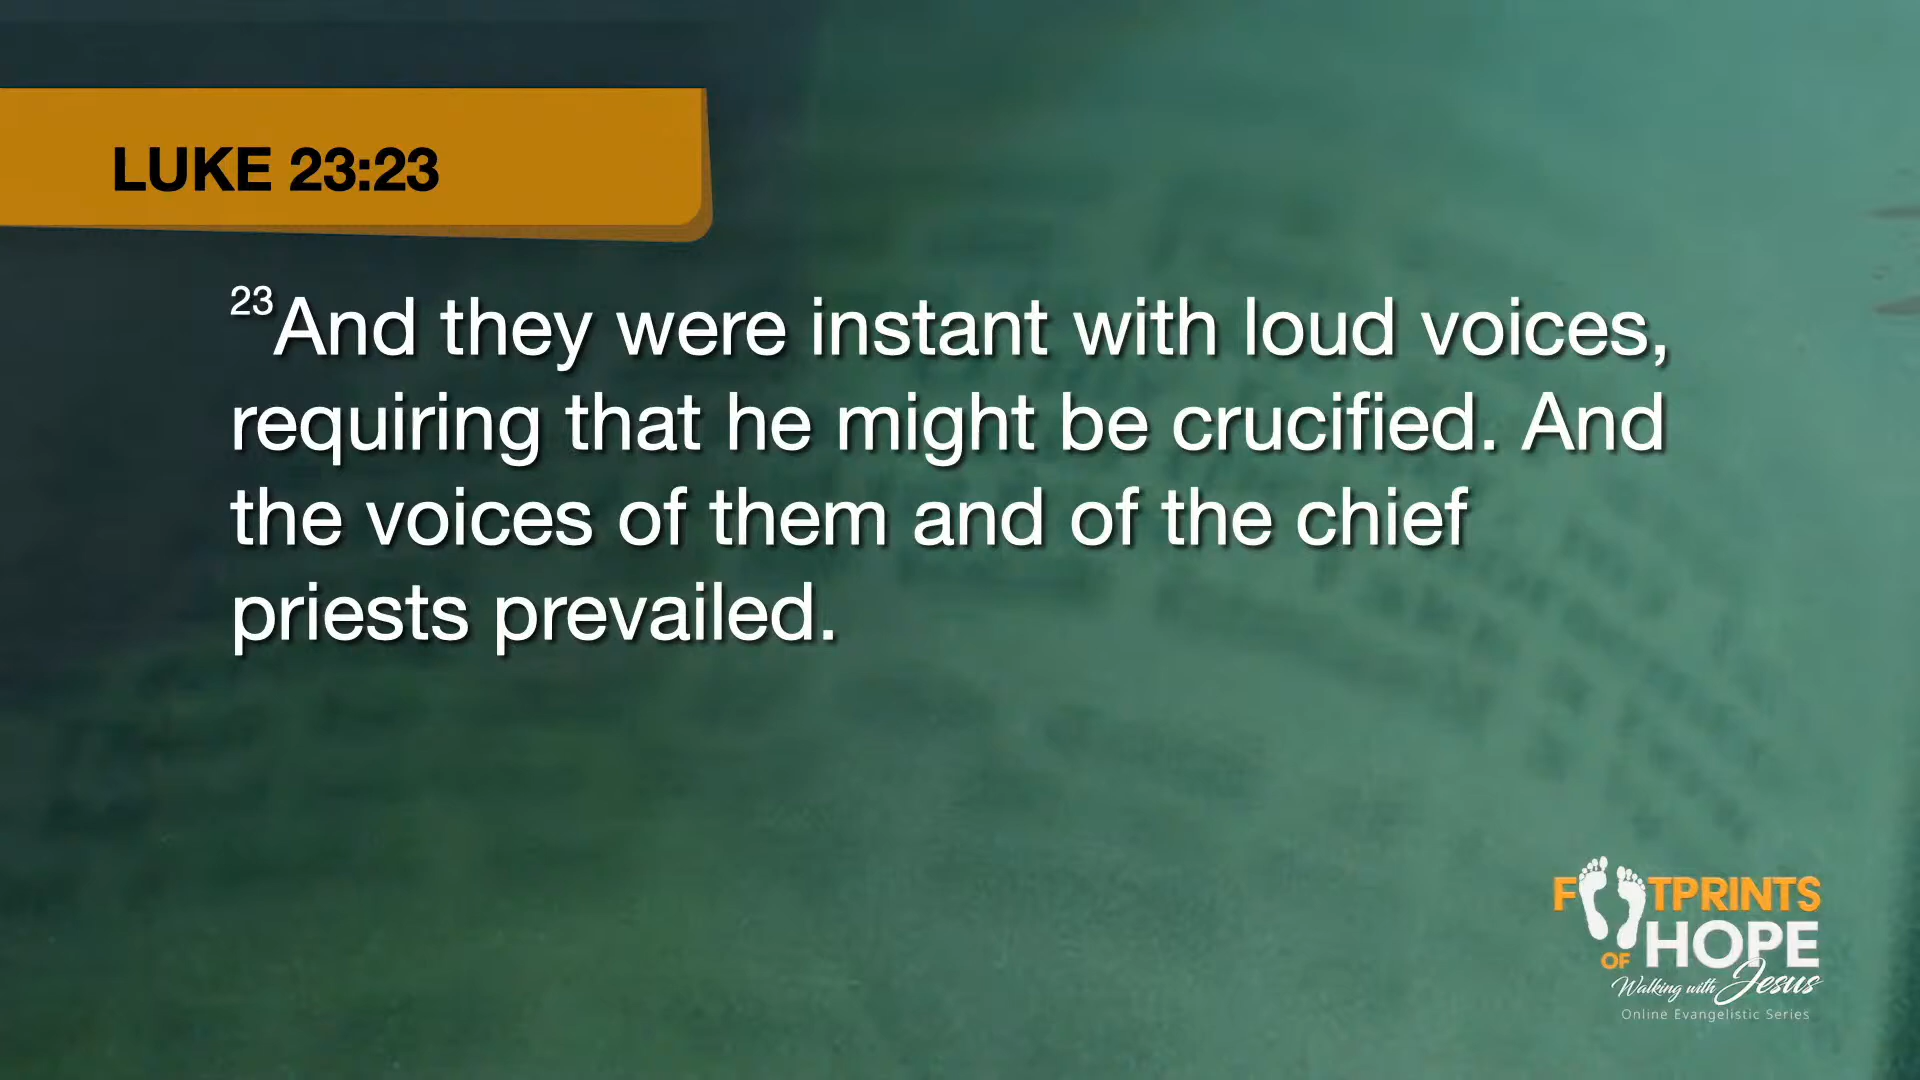 LUKE 23:23
23And they were instant with loud voices,
requiring that he might be crucified. And
the voices of them and of the chief
priests prevailed.
FOOTPRINTS
OF HOPE
Walking with Jesus
Online Evangelistic Series